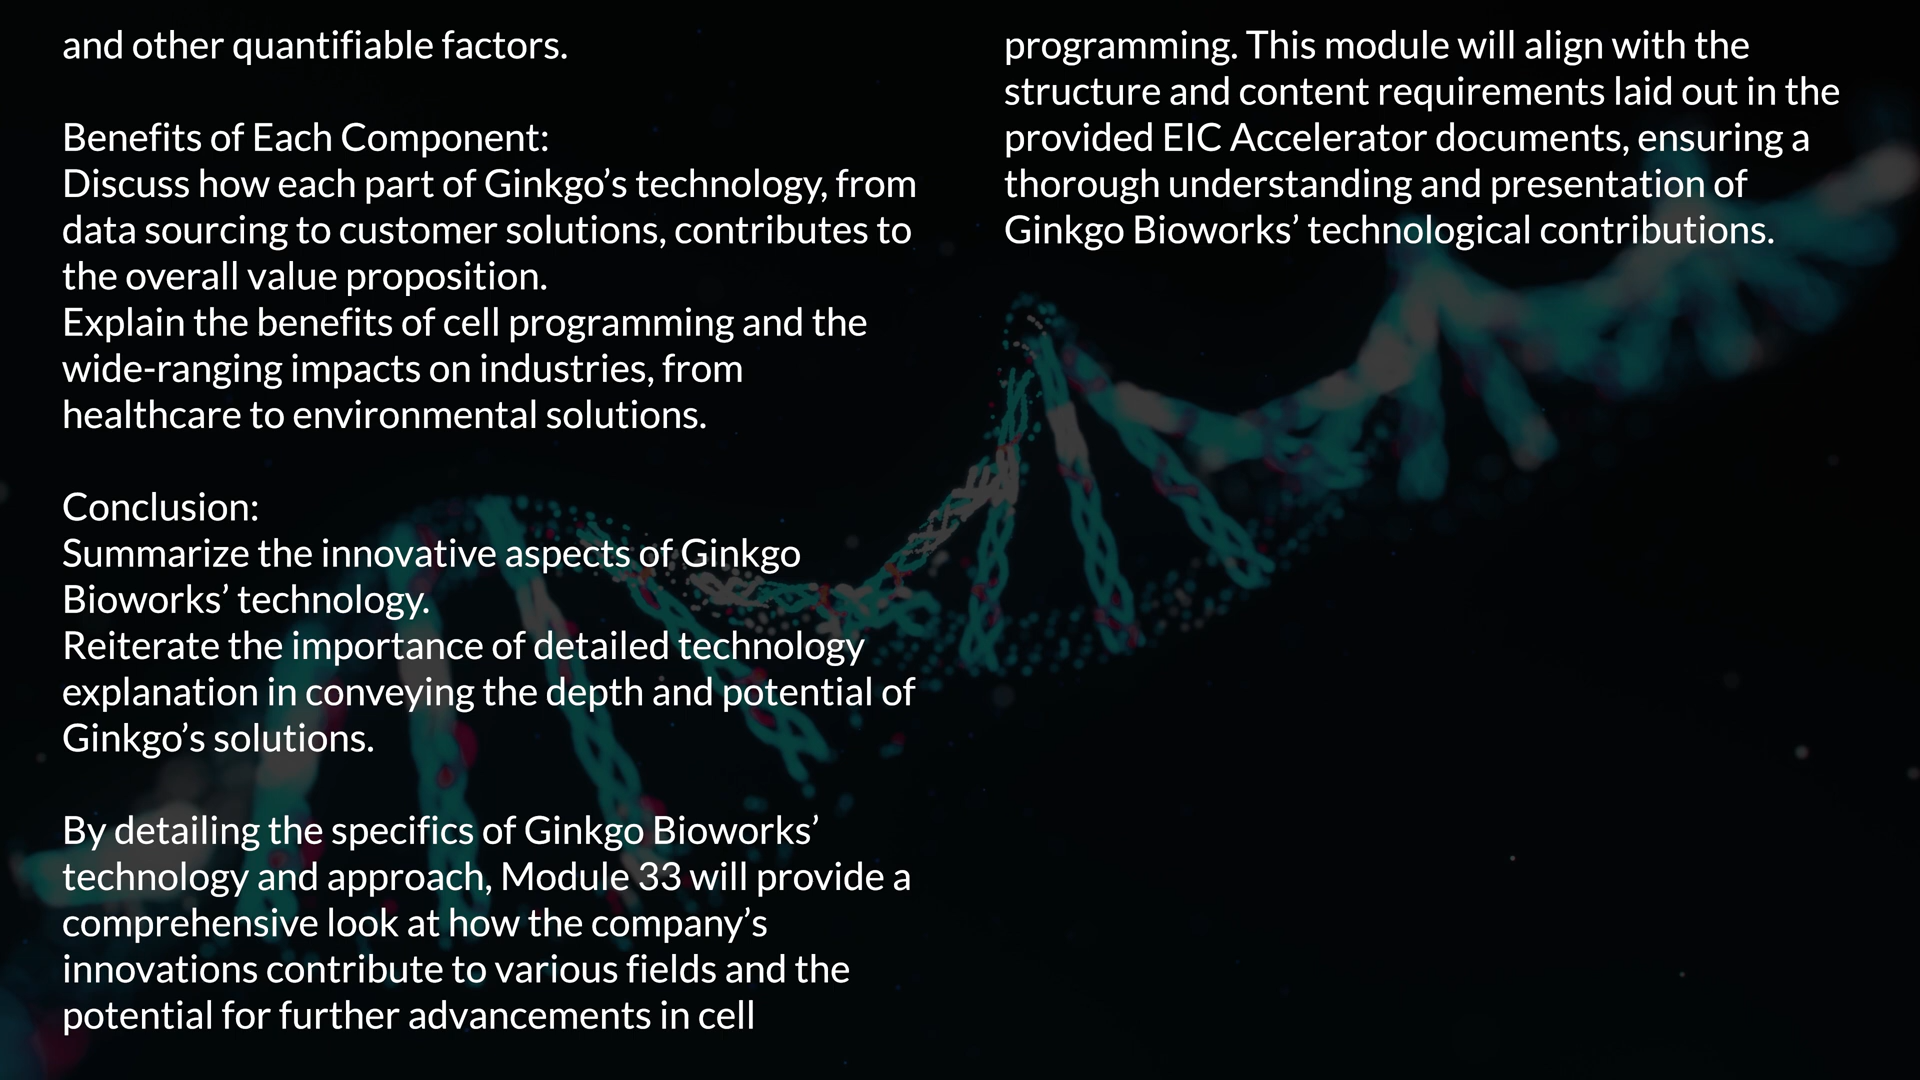 and other quantifiable factors.
Benefits of Each Component:
Discuss how each part of Ginkgo’s technology, from
data sourcing to customer solutions, contributes to
the overall value proposition.
Explain the benefits of cell programming and the
wide-ranging impacts on industries, from
healthcare to environmental solutions.
Conclusion:
Summarize the innovative aspects of Ginkgo
Bioworks’ technology.
Reiterate the importance of detailed technology
explanation in conveying the depth and potential of
Ginkgo’s solutions.
By detailing the specifics of Ginkgo Bioworks’
technology and approach, Module 33 will provide a
comprehensive look at how the company’s
innovations contribute to various fields and the
potential for further advancements in cell
programming. This module will align with the
structure and content requirements laid out in the
provided EIC Accelerator documents, ensuring a
thorough understanding and presentation of
Ginkgo Bioworks’ technological contributions.